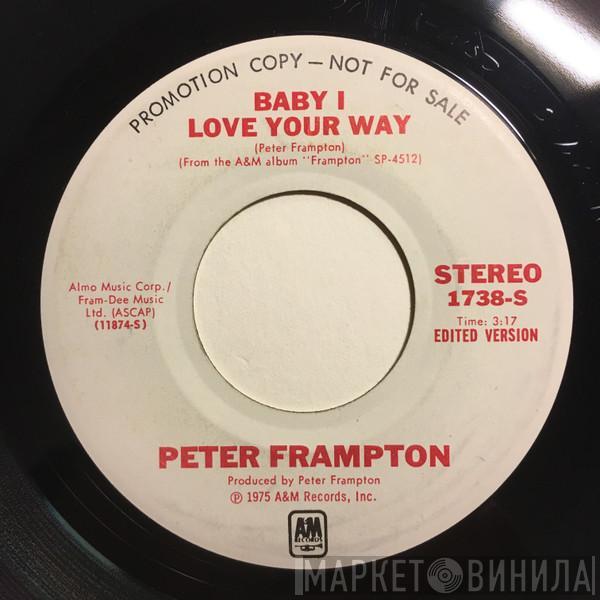 PROMOTION COPY — NOT FOR SALE
BABY I
LOVE YOUR WAY
(Peter Frampton)
(From the A&M album "Frampton" SP-4512)
Almo Music Corp./
Fram-Dee Music
Ltd. (ASCAP)
(11874-S)
STEREO
1738-S
Time: 3:17
EDITED VERSION
PETER FRAMPTON
Produced by Peter Frampton
℗ 1975 A&M Records, Inc.
A&M
RECORDS
МАРКЕТ ВИНИЛА